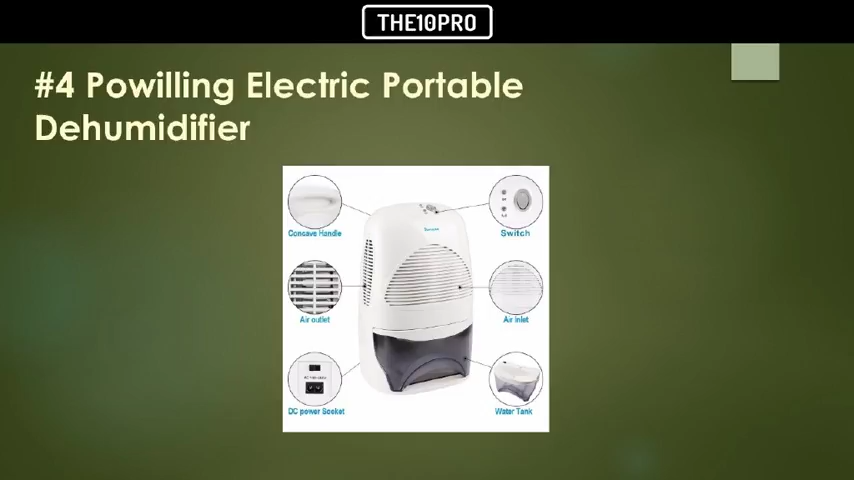 THE10PRO
#4 Powilling Electric Portable
Dehumidifier
Concave Handle
Switch
Air outlet
Air Inlet
DC power Socket
Water Tank